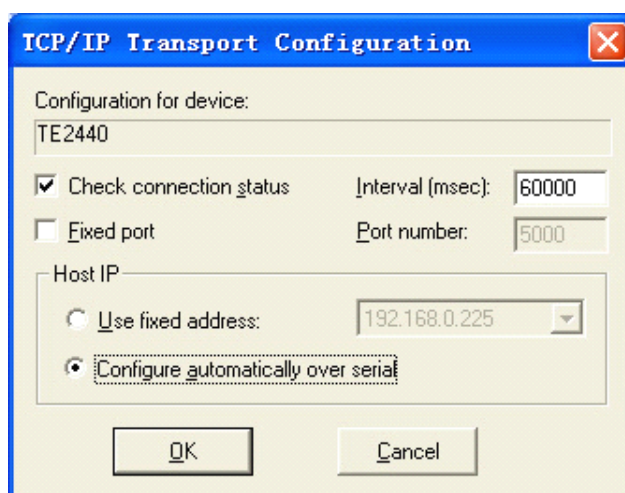 TCP/IP Transport Configuration
Configuration for device:
TE2440
Check connection status Interval (msec): 60000
Fixed port Port number: 5000
Host IP
Use fixed address: 192.168.0.225
Configure automatically over serial
OK Cancel